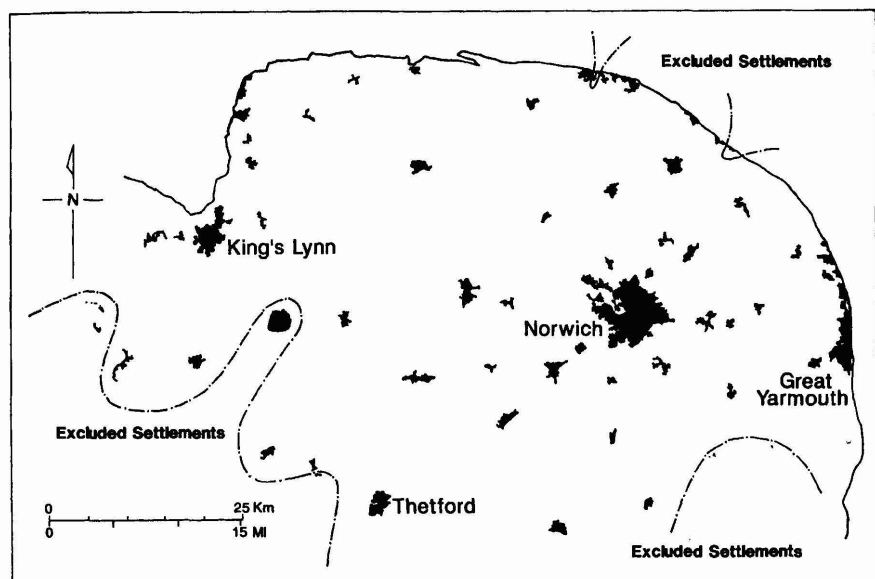 Excluded Settlements
N
King's Lynn
Norwich
Great
Yarmouth
Excluded Settlements
Thetford
0 25 Km
0 15 MI
Excluded Settlements